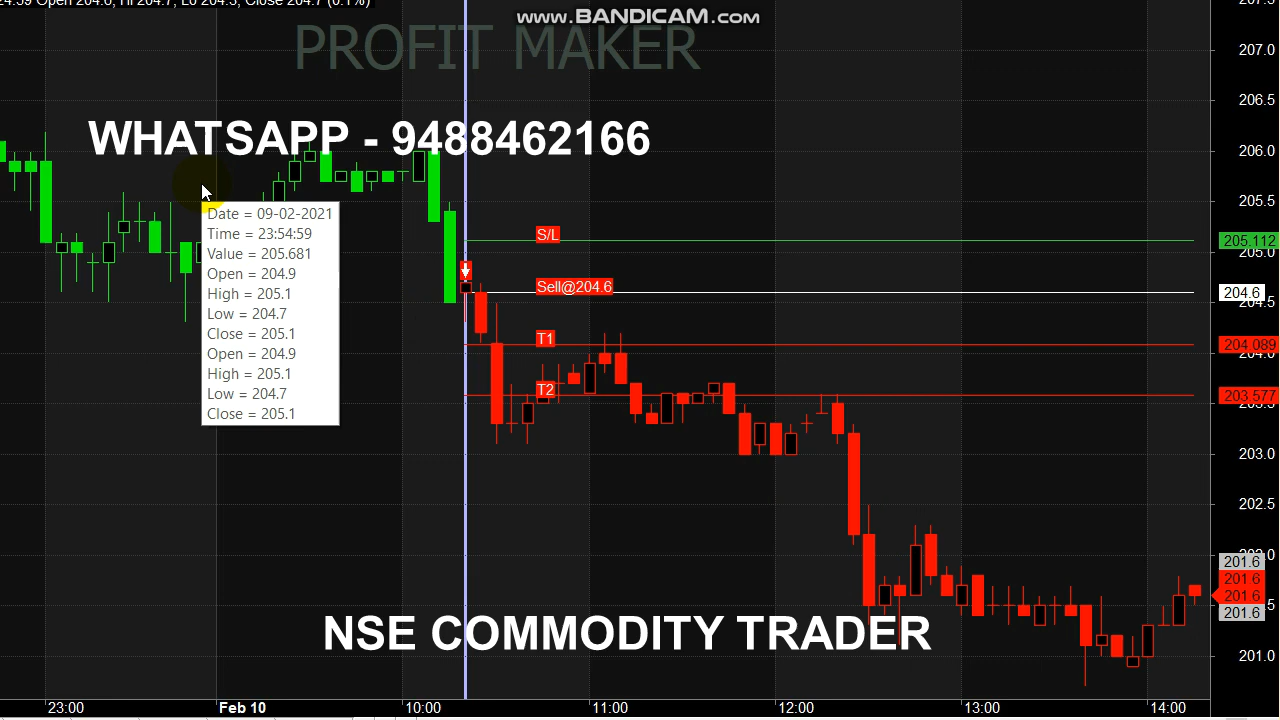 www.BANDICAM.com
PROFIT MAKER
WHATSAPP - 9488462166
Date = 09-02-2021
Time = 23:54:59
Value = 205.681
Open = 204.9
High = 205.1
Low = 204.7
Close = 205.1
Open = 204.9
High = 205.1
Low = 204.7
Close = 205.1
S/L
Sell@204.6
T1
T2
207.0
206.5
206.0
205.5
205.0
205.112
204.6
204.089
203.577
203.0
202.5
201.6
201.6
201.6
201.6
201.0
NSE COMMODITY TRADER
23:00
Feb 10
10:00
11:00
12:00
13:00
14:00